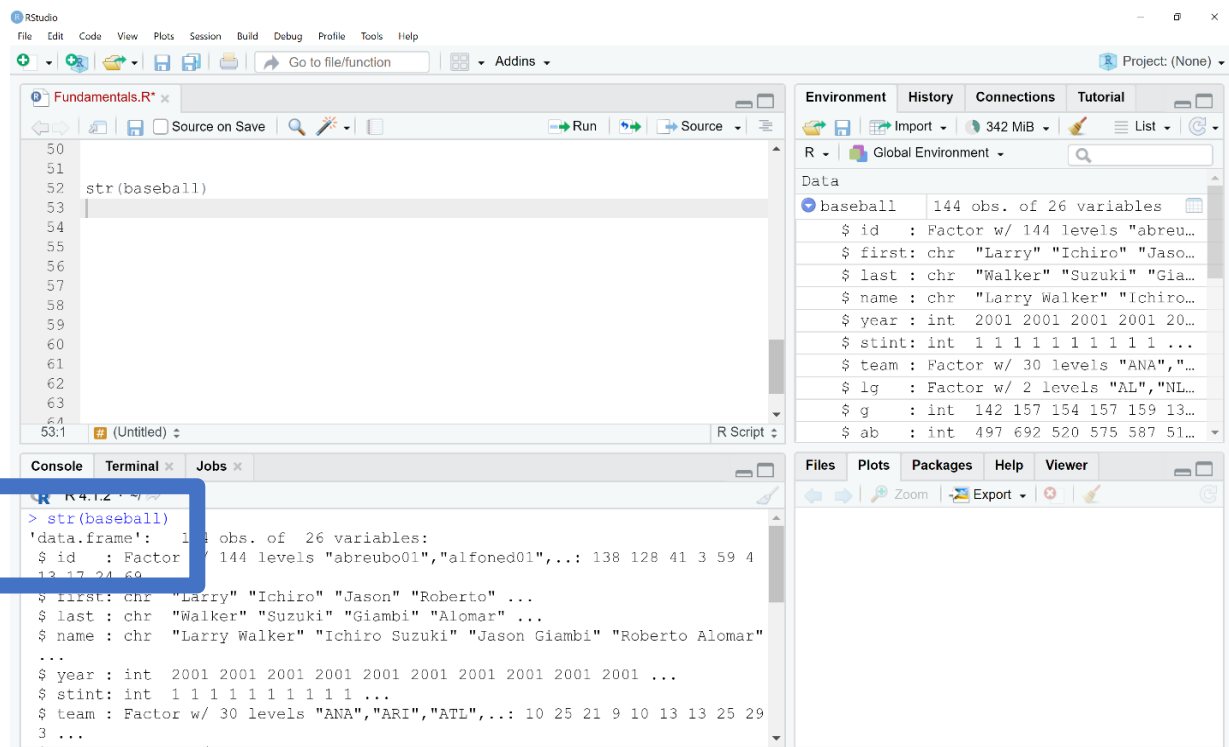 RStudio
File Edit Code View Plots Session Build Debug Profile Tools Help
Go to file/function Addins Project: (None)
Fundamentals.R*
Source on Save Run Source
50
51
52 str(baseball)
53
54
55
56
57
58
59
60
61
62
63
64
53:1 # (Untitled) R Script
Console Terminal Jobs
R 4.1.2 · ~/
> str(baseball)
'data.frame': 1 4 obs. of 26 variables:
$ id : Factor / 144 levels "abreubo01","alfoned01",..: 138 128 41 3 59 4
13 17 24 69
$ first: chr "Larry" "Ichiro" "Jason" "Roberto" ...
$ last : chr "Walker" "Suzuki" "Giambi" "Alomar" ...
$ name : chr "Larry Walker" "Ichiro Suzuki" "Jason Giambi" "Roberto Alomar"
...
$ year : int 2001 2001 2001 2001 2001 2001 2001 2001 2001 2001 ...
$ stint: int 1 1 1 1 1 1 1 1 1 1 ...
$ team : Factor w/ 30 levels "ANA","ARI","ATL",..: 10 25 21 9 10 13 13 25 29
3 ...
Environment History Connections Tutorial
Import 342 MiB List
R Global Environment
Data
baseball 144 obs. of 26 variables
$ id : Factor w/ 144 levels "abreu…
$ first: chr "Larry" "Ichiro" "Jaso…
$ last : chr "Walker" "Suzuki" "Gia…
$ name : chr "Larry Walker" "Ichiro…
$ year : int 2001 2001 2001 2001 20…
$ stint: int 1 1 1 1 1 1 1 1 1 1 ...
$ team : Factor w/ 30 levels "ANA","…
$ lg : Factor w/ 2 levels "AL","NL…
$ g : int 142 157 154 157 159 13…
$ ab : int 497 692 520 575 587 51…
Files Plots Packages Help Viewer
Zoom Export